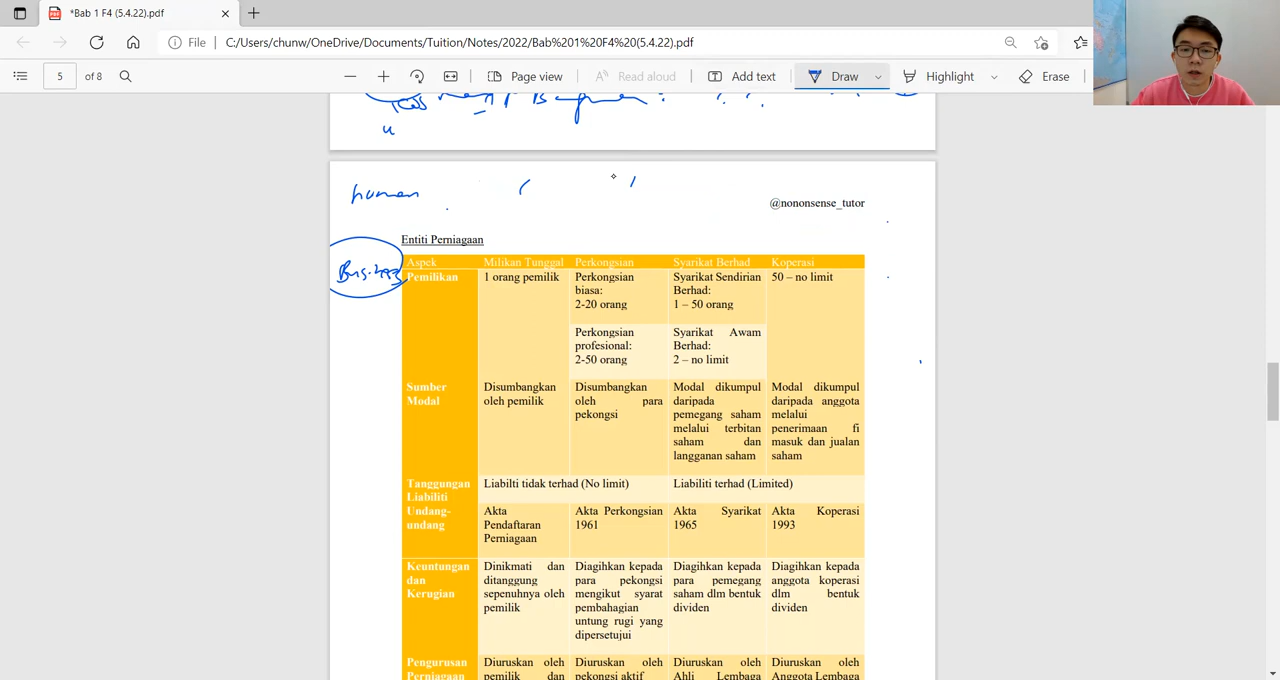 *Bab 1 F4 (5.4.22).pdf
File
C:/Users/chunw/OneDrive/Documents/Tuition/Notes/2022/Bab%201%20F4%20(5.4.22).pdf
5 of 8
Page view
Read aloud
Add text
Draw
Highlight
Erase
human
@nononsense_tutor
Entiti Perniagaan
Business
Aspek Milikan Tunggal Perkongsian Syarikat Berhad Koperasi
Pemilikan
1 orang pemilik
Perkongsian
biasa:
2-20 orang
Perkongsian
profesional:
2-50 orang
Syarikat Sendirian
Berhad:
1 – 50 orang
Syarikat Awam
Berhad:
2 – no limit
50 – no limit
Sumber
Modal
Disumbangkan
oleh pemilik
Disumbangkan
oleh para
pekongsi
Modal dikumpul
daripada
pemegang saham
melalui terbitan
saham dan
langganan saham
Modal dikumpul
daripada anggota
melalui
penerimaan fi
masuk dan jualan
saham
Tanggungan
Liabiliti
Liabilti tidak terhad (No limit)
Liabiliti terhad (Limited)
Undang-
undang
Akta
Pendaftaran
Perniagaan
Akta Perkongsian
1961
Akta Syarikat
1965
Akta Koperasi
1993
Keuntungan
dan
Kerugian
Dinikmati dan
ditanggung
sepenuhnya oleh
pemilik
Diagihkan kepada
para pekongsi
mengikut syarat
pembahagian
untung rugi yang
dipersetujui
Diagihkan kepada
para pemegang
saham dlm bentuk
dividen
Diagihkan kepada
anggota koperasi
dlm bentuk
dividen
Pengurusan
Perniagaan
Diuruskan oleh
pemilik dan
Diuruskan oleh
pekongsi aktif
Diuruskan oleh
Ahli Lembaga
Diuruskan oleh
Anggota Lembaga